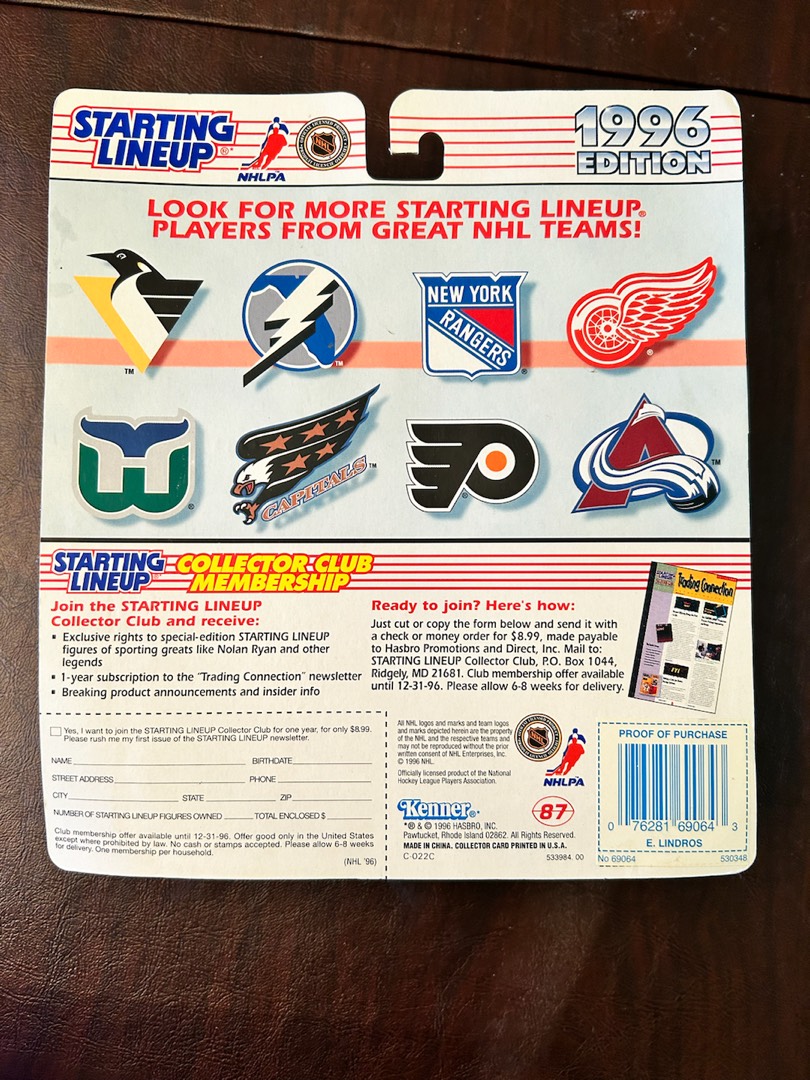 STARTING
LINEUP®
NHLPA
NHL
1996
EDITION
LOOK FOR MORE STARTING LINEUP®
PLAYERS FROM GREAT NHL TEAMS!
TM
TM
NEW YORK
RANGERS
®
®
®
CAPITALS
TM
®
TM
STARTING
LINEUP®
COLLECTOR CLUB
MEMBERSHIP
Join the STARTING LINEUP
Collector Club and receive:
▪ Exclusive rights to special-edition STARTING LINEUP
figures of sporting greats like Nolan Ryan and other
legends
▪ 1-year subscription to the "Trading Connection" newsletter
▪ Breaking product announcements and insider info
Ready to join? Here's how:
Just cut or copy the form below and send it with
a check or money order for $8.99, made payable
to Hasbro Promotions and Direct, Inc. Mail to:
STARTING LINEUP Collector Club, P.O. Box 1044,
Ridgely, MD 21681. Club membership offer available
until 12-31-96. Please allow 6-8 weeks for delivery.
Trading Connection
Yes, I want to join the STARTING LINEUP Collector Club for one year, for only $8.99.
Please rush me my first issue of the STARTING LINEUP newsletter.
NAME BIRTHDATE
STREET ADDRESS PHONE
CITY STATE ZIP
NUMBER OF STARTING LINEUP FIGURES OWNED TOTAL ENCLOSED $
Club membership offer available until 12-31-96. Offer good only in the United States
except where prohibited by law. No cash or stamps accepted. Please allow 6-8 weeks
for delivery. One membership per household.
(NHL '96)
All NHL logos and marks and team logos
and marks depicted herein are the property
of the NHL and the respective teams and
may not be reproduced without the prior
written consent of NHL Enterprises, Inc.
© 1996 NHL.
Officially licensed product of the National
Hockey League Players Association.
NHL
NHLPA
Kenner®
87
*® & © 1996 HASBRO, INC.
Pawtucket, Rhode Island 02862. All Rights Reserved.
MADE IN CHINA. COLLECTOR CARD PRINTED IN U.S.A.
C-022C 533984. 00
PROOF OF PURCHASE
0 76281 69064 3
E. LINDROS
No 69064 530348